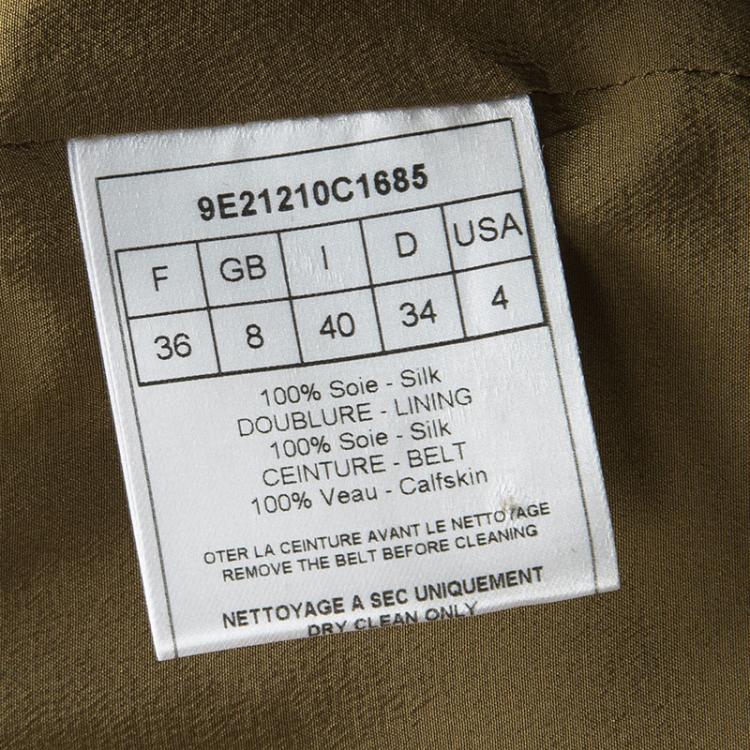 9E21210C1685
F GB I D USA
36 8 40 34 4
100% Soie - Silk
DOUBLURE - LINING
100% Soie - Silk
CEINTURE - BELT
100% Veau - Calfskin
OTER LA CEINTURE AVANT LE NETTOYAGE
REMOVE THE BELT BEFORE CLEANING
NETTOYAGE A SEC UNIQUEMENT
DRY CLEAN ONLY